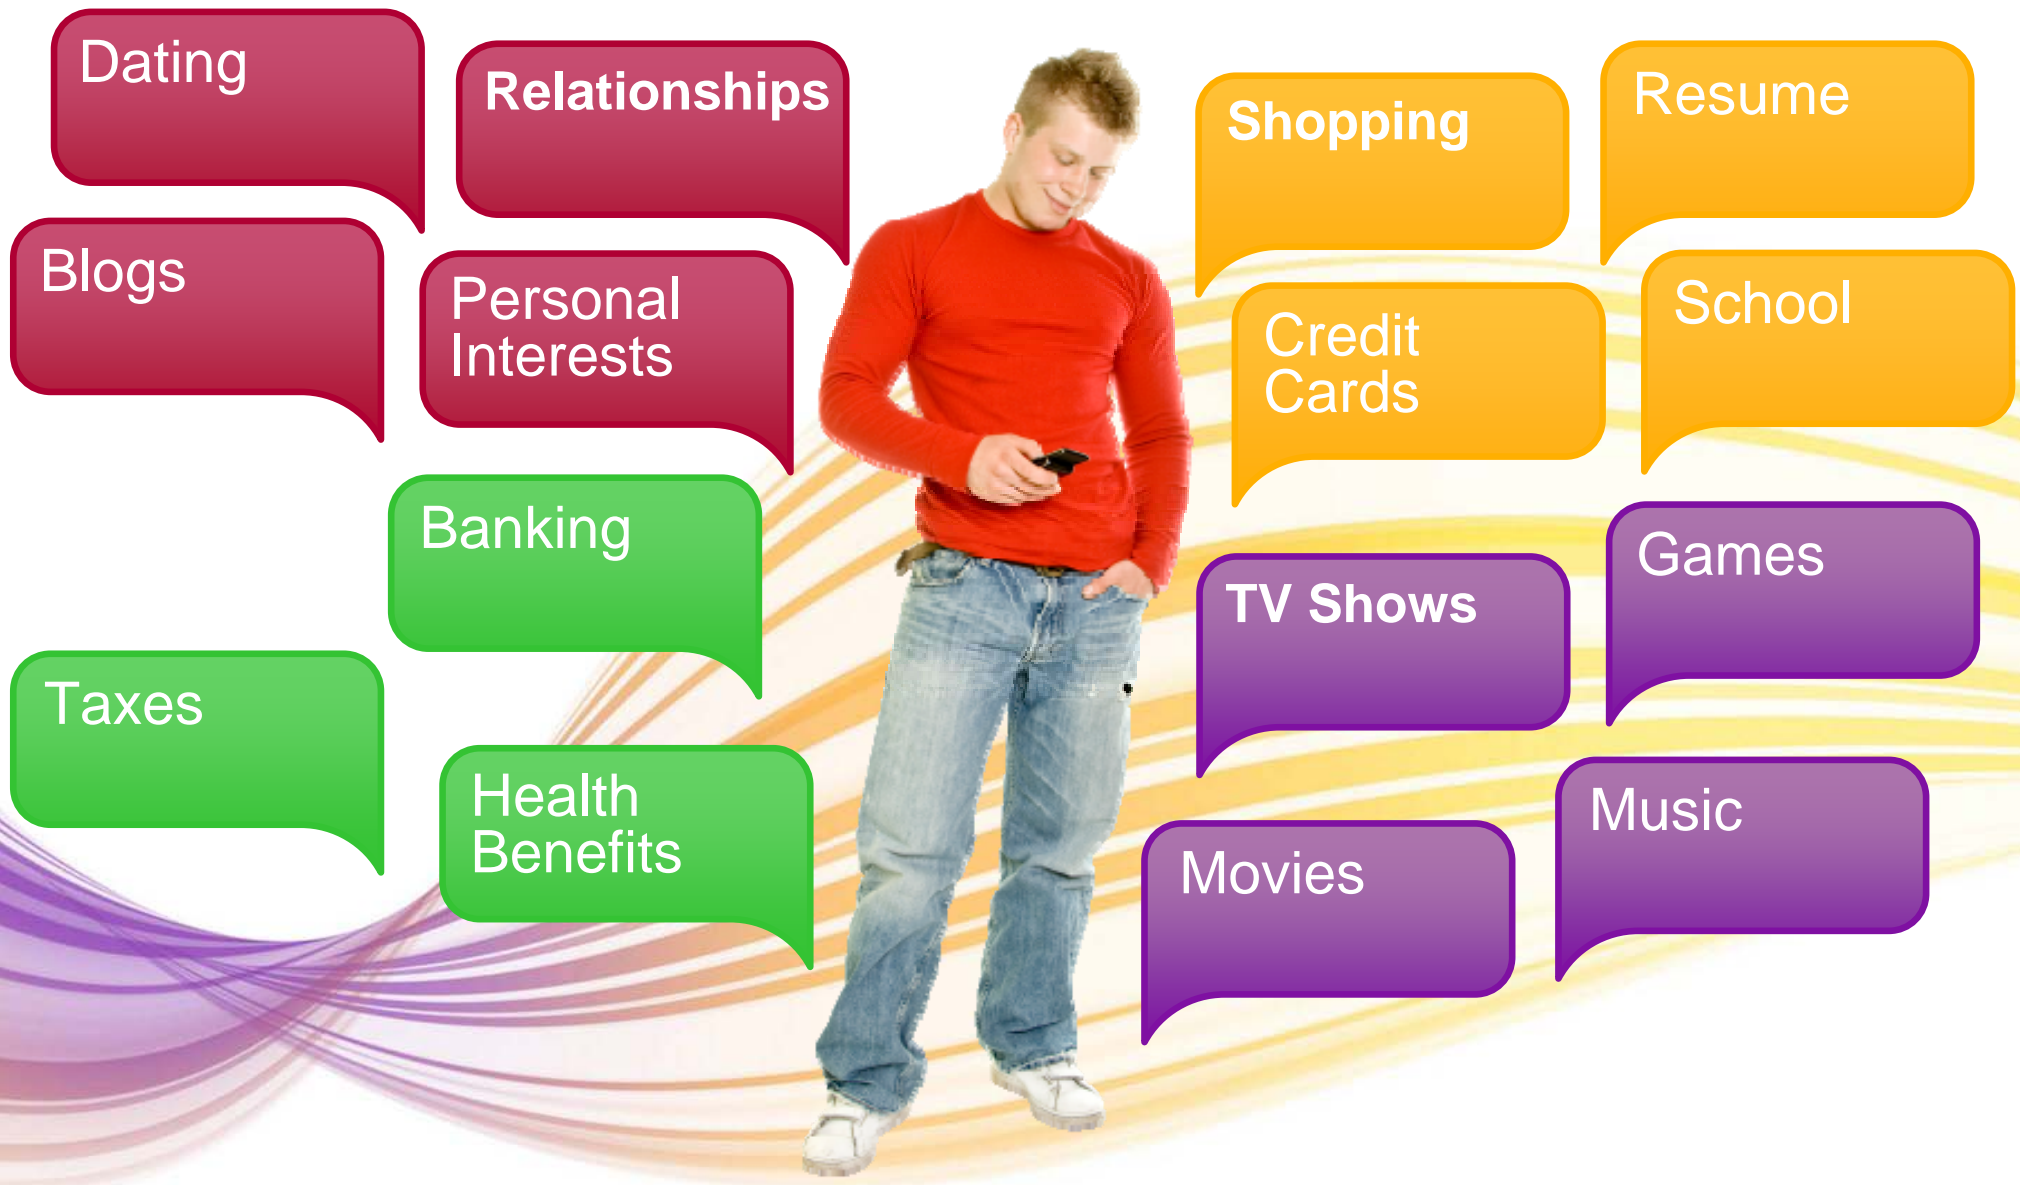 Dating
Relationships
Blogs
Personal
Interests
Banking
Taxes
Health
Benefits
Shopping
Resume
Credit
Cards
School
TV Shows
Games
Movies
Music